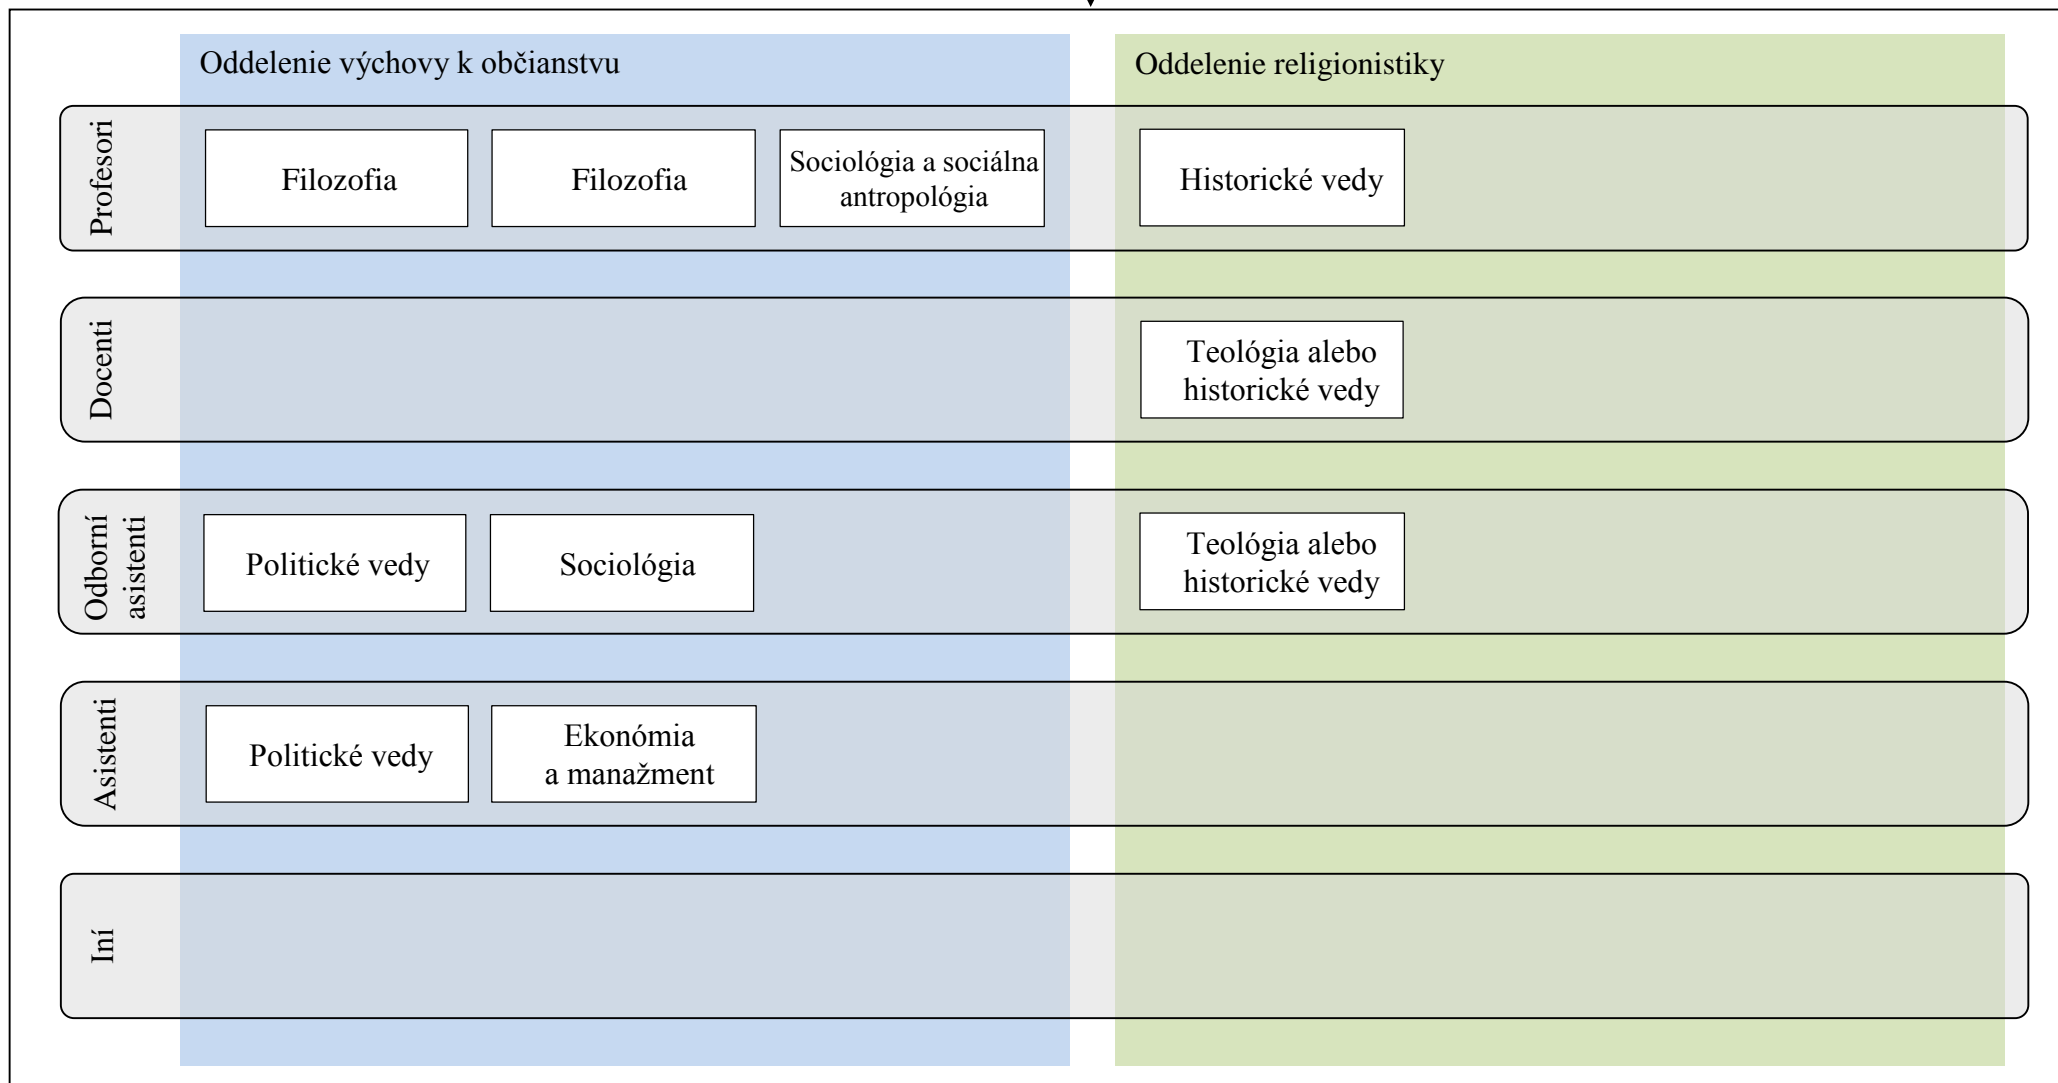 Oddelenie výchovy k občianstvu
Oddelenie religionistiky
Profesori
Filozofia
Filozofia
Sociológia a sociálna
antropológia
Historické vedy
Docenti
Teológia alebo
historické vedy
Odborní
asistenti
Politické vedy
Sociológia
Teológia alebo
historické vedy
Asistenti
Politické vedy
Ekonómia
a manažment
Iní